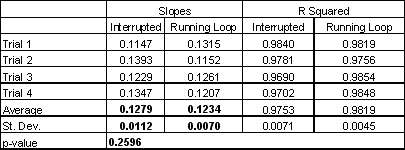 Slopes R Squared
Interrupted Running Loop Interrupted Running Loop
Trial 1 0.1147 0.1315 0.9840 0.9819
Trial 2 0.1393 0.1152 0.9781 0.9756
Trial 3 0.1229 0.1261 0.9690 0.9854
Trial 4 0.1347 0.1207 0.9702 0.9848
Average 0.1279 0.1234 0.9753 0.9819
St. Dev. 0.0112 0.0070 0.0071 0.0045
p-value 0.2596